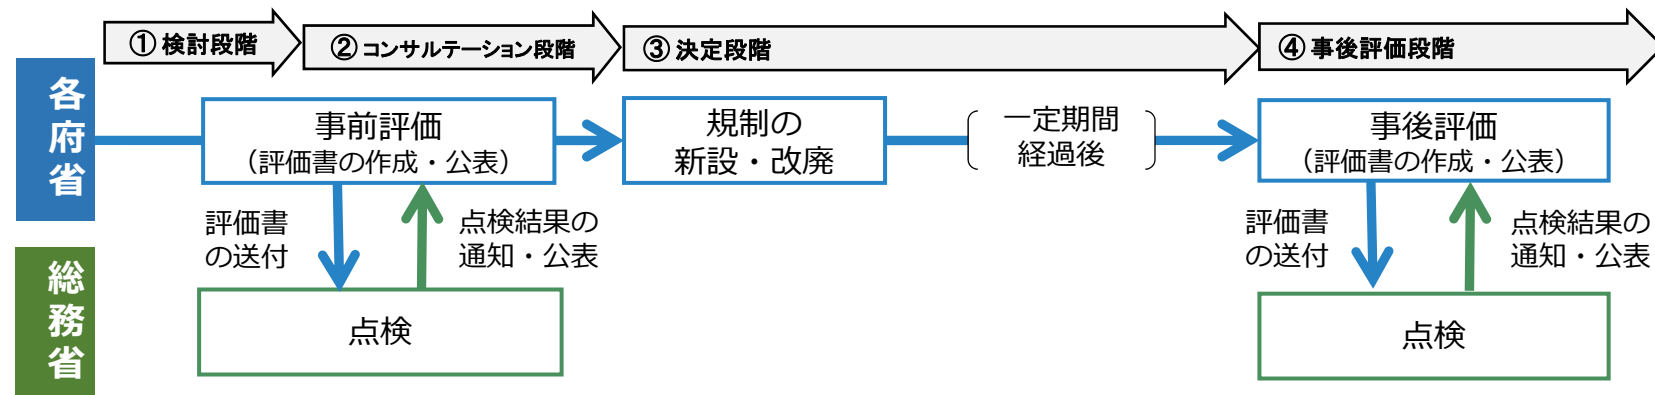 ①検討段階
②コンサルテーション段階
③決定段階
④事後評価段階
各府省
事前評価
（評価書の作成・公表）
規制の
新設・改廃
一定期間
経過後
事後評価
（評価書の作成・公表）
評価書
の送付
点検結果の
通知・公表
評価書
の送付
点検結果の
通知・公表
総務省
点検
点検